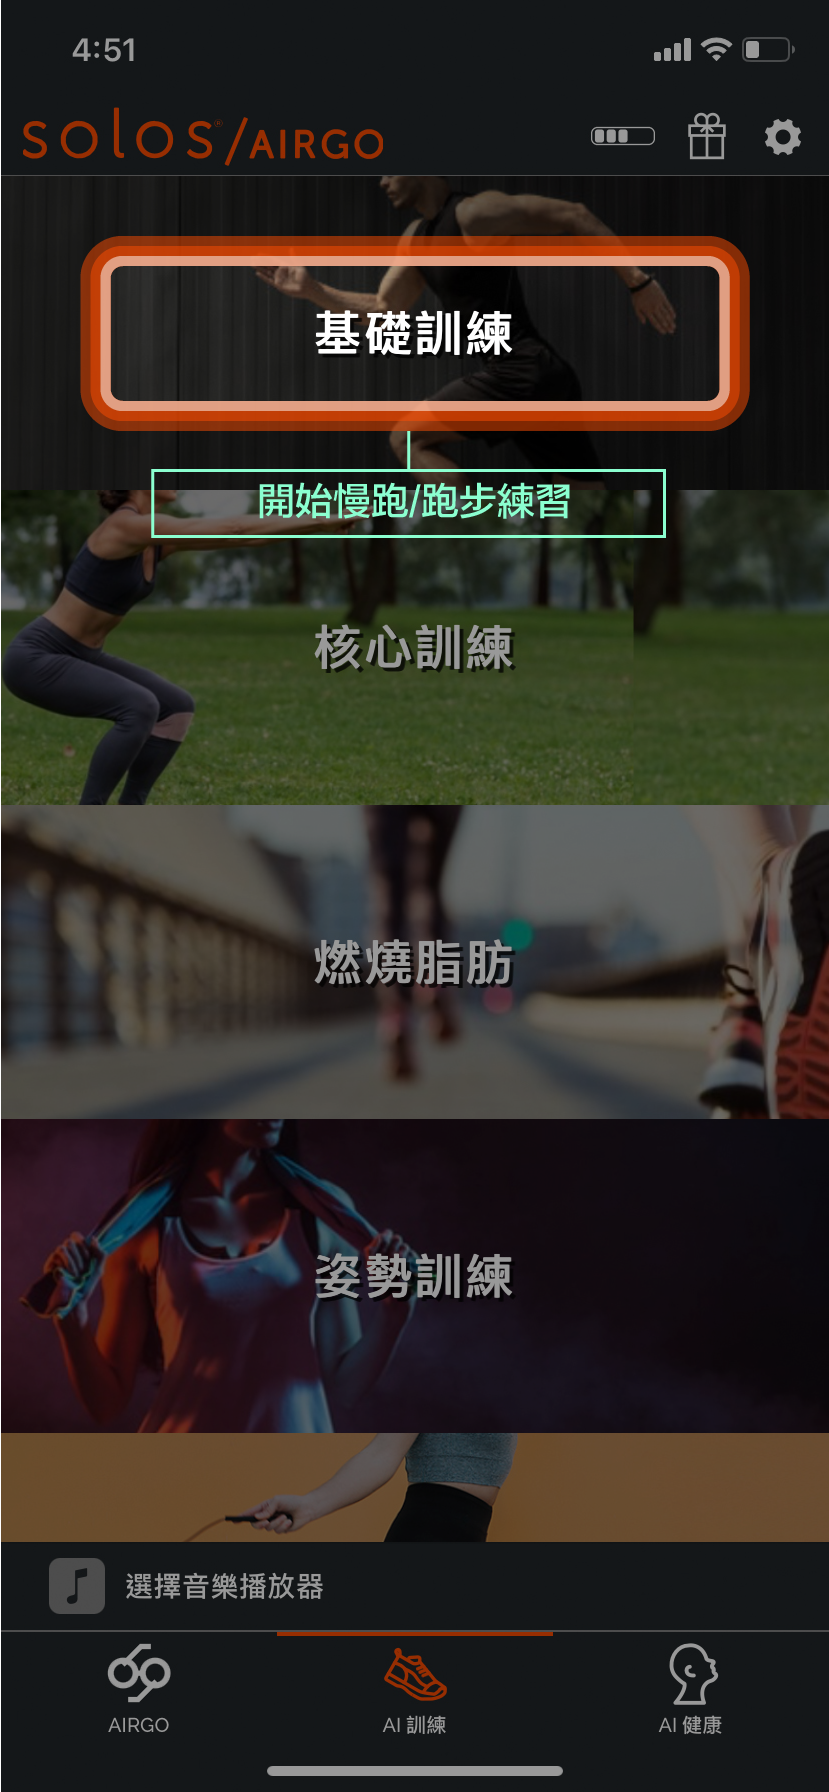 4:51
solos®/AIRGO
基礎訓練
開始慢跑/跑步練習
核心訓練
燃燒脂肪
姿勢訓練
選擇音樂播放器
AIRGO
AI 訓練
AI 健康